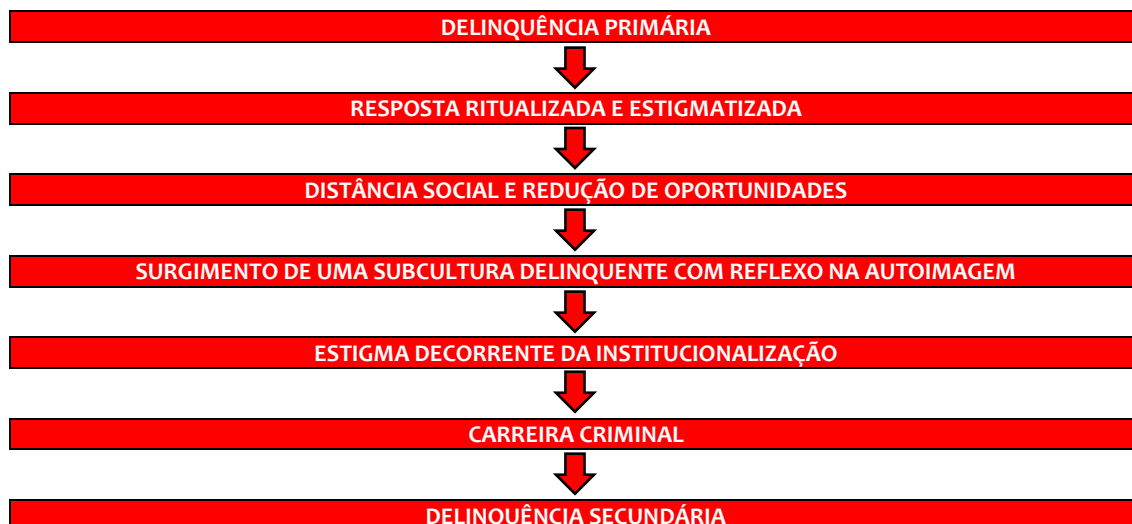 DELINQUÊNCIA PRIMÁRIA
RESPOSTA RITUALIZADA E ESTIGMATIZADA
DISTÂNCIA SOCIAL E REDUÇÃO DE OPORTUNIDADES
SURGIMENTO DE UMA SUBCULTURA DELINQUENTE COM REFLEXO NA AUTOIMAGEM
ESTIGMA DECORRENTE DA INSTITUCIONALIZAÇÃO
CARREIRA CRIMINAL
DELINQUÊNCIA SECUNDÁRIA